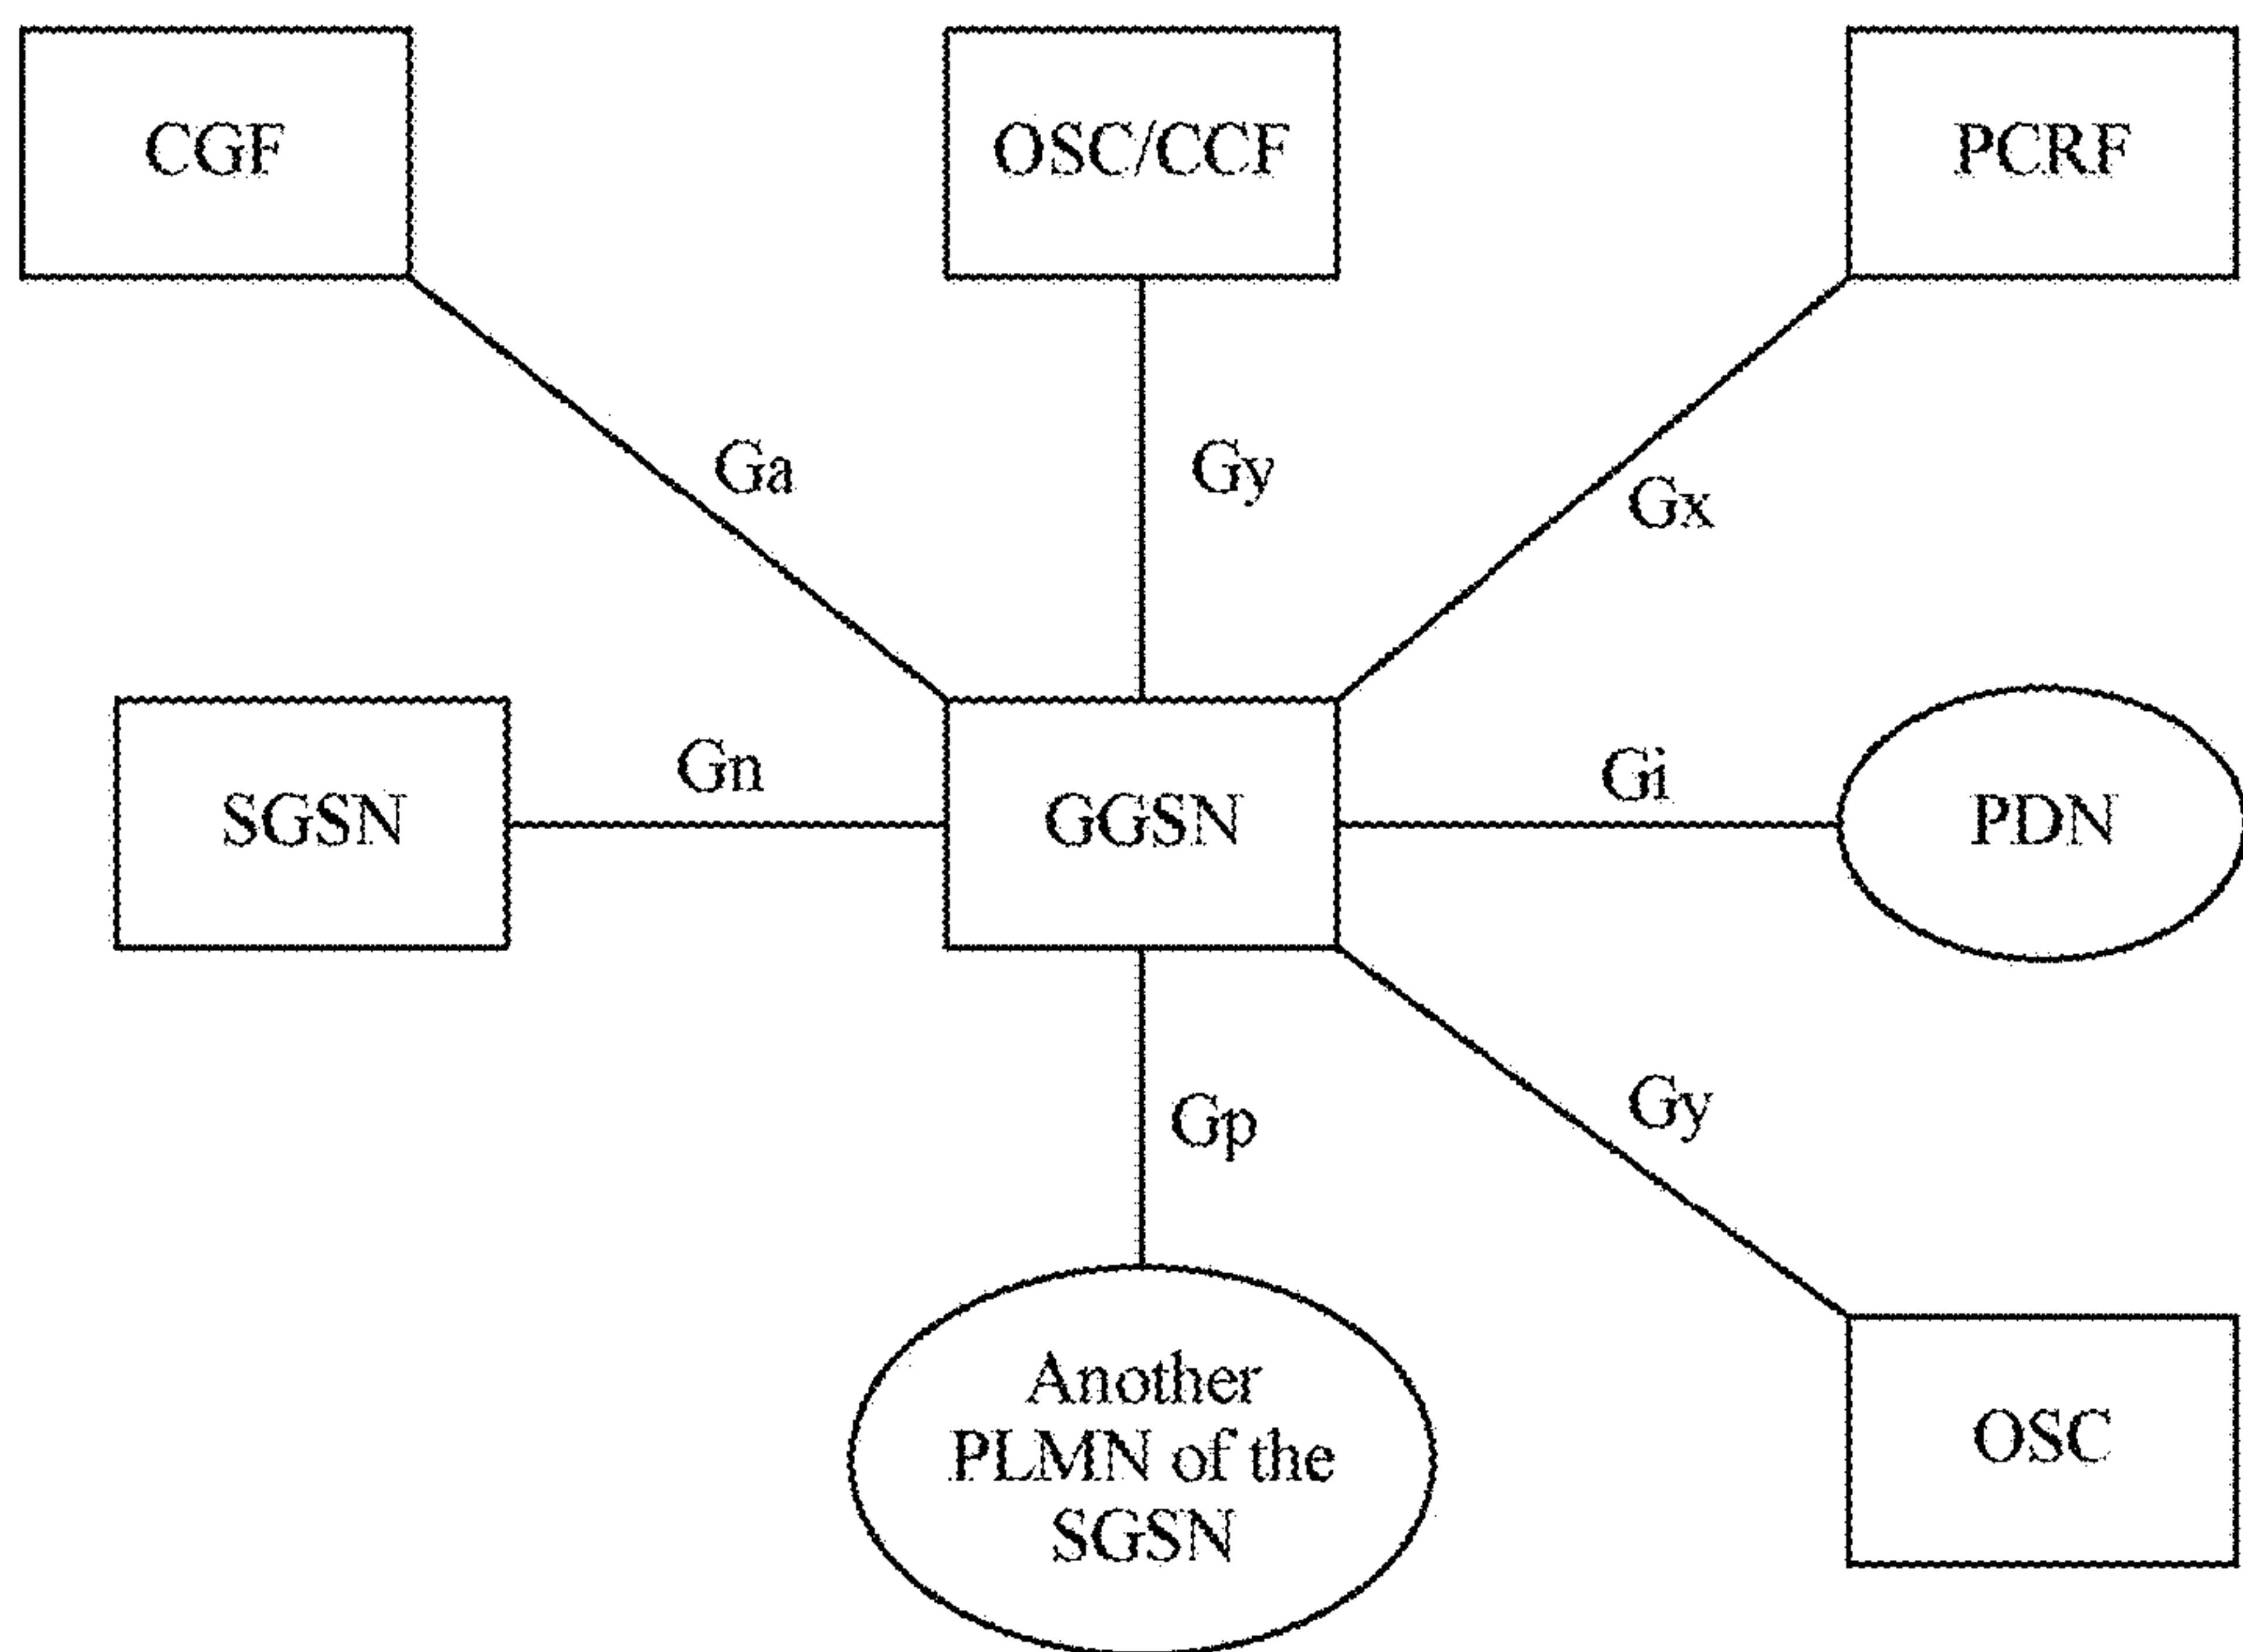 CGF
OSC/CCF
PCRF
Ga
Gy
Gx
SGSN
Gn
GGSN
Gi
PDN
Gp
Gy
Another
PLMN of the
SGSN
OSC